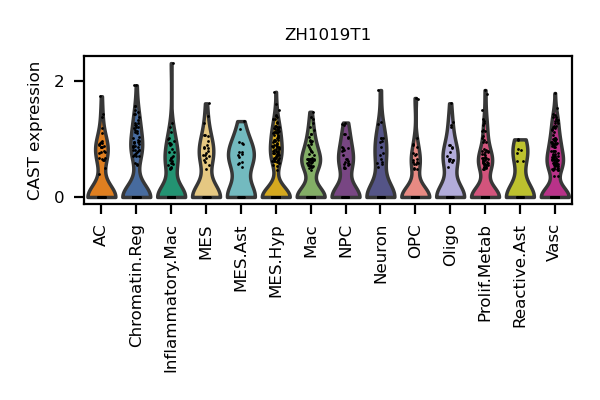 ZH1019T1
CAST expression
2
0
AC
Chromatin.Reg
Inflammatory.Mac
MES
MES.Ast
MES.Hyp
Mac
NPC
Neuron
OPC
Oligo
Prolif.Metab
Reactive.Ast
Vasc